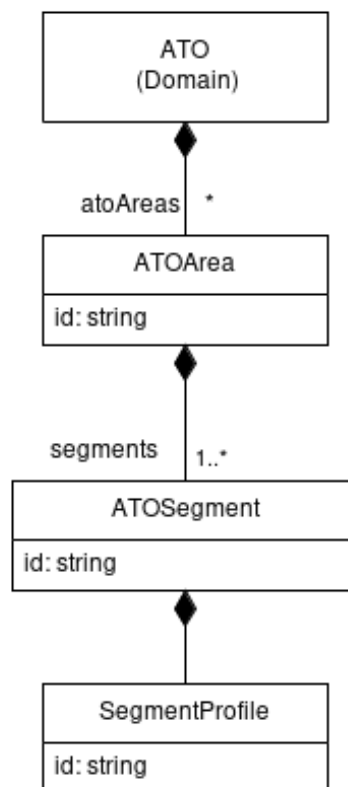 ATO
(Domain)
atoAreas *
ATOArea
id: string
segments 1..*
ATOSegment
id: string
SegmentProfile
id: string